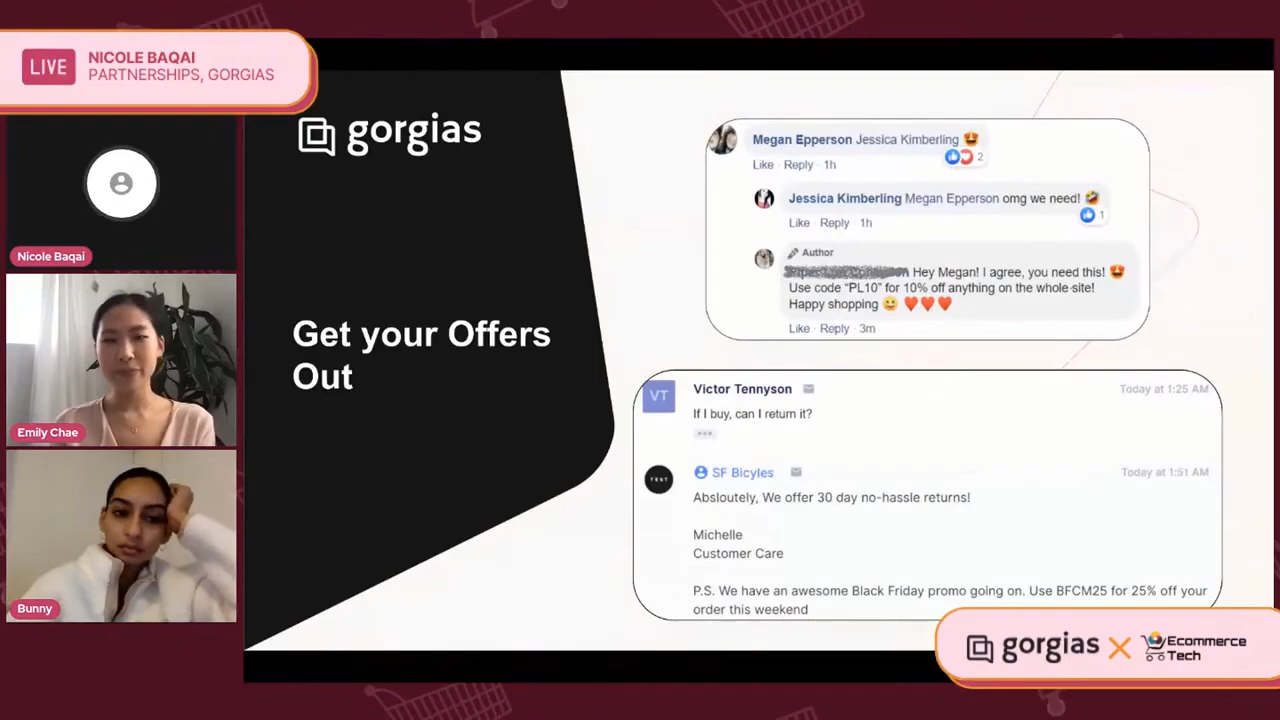 LIVE
NICOLE BAQAI
PARTNERSHIPS, GORGIAS
Nicole Baqai
Emily Chae
Bunny
gorgias
Get your Offers
Out
Megan Epperson Jessica Kimberling
Like · Reply · 1h
2
Jessica Kimberling Megan Epperson omg we need!
1
Like Reply 1h
Author
Hey Megan! I agree, you need this!
Use code “PL10” for 10% off anything on the whole site!
Happy shopping
Like · Reply · 3m
VT
Victor Tennyson
Today at 1:25 AM
If I buy, can I return it?
TEST
SF Bicyles
Today at 1:51 AM
Absloutely, We offer 30 day no-hassle returns!
Michelle
Customer Care
P.S. We have an awesome Black Friday promo going on. Use BFCM25 for 25% off your
order this weekend
gorgias
Ecommerce
Tech